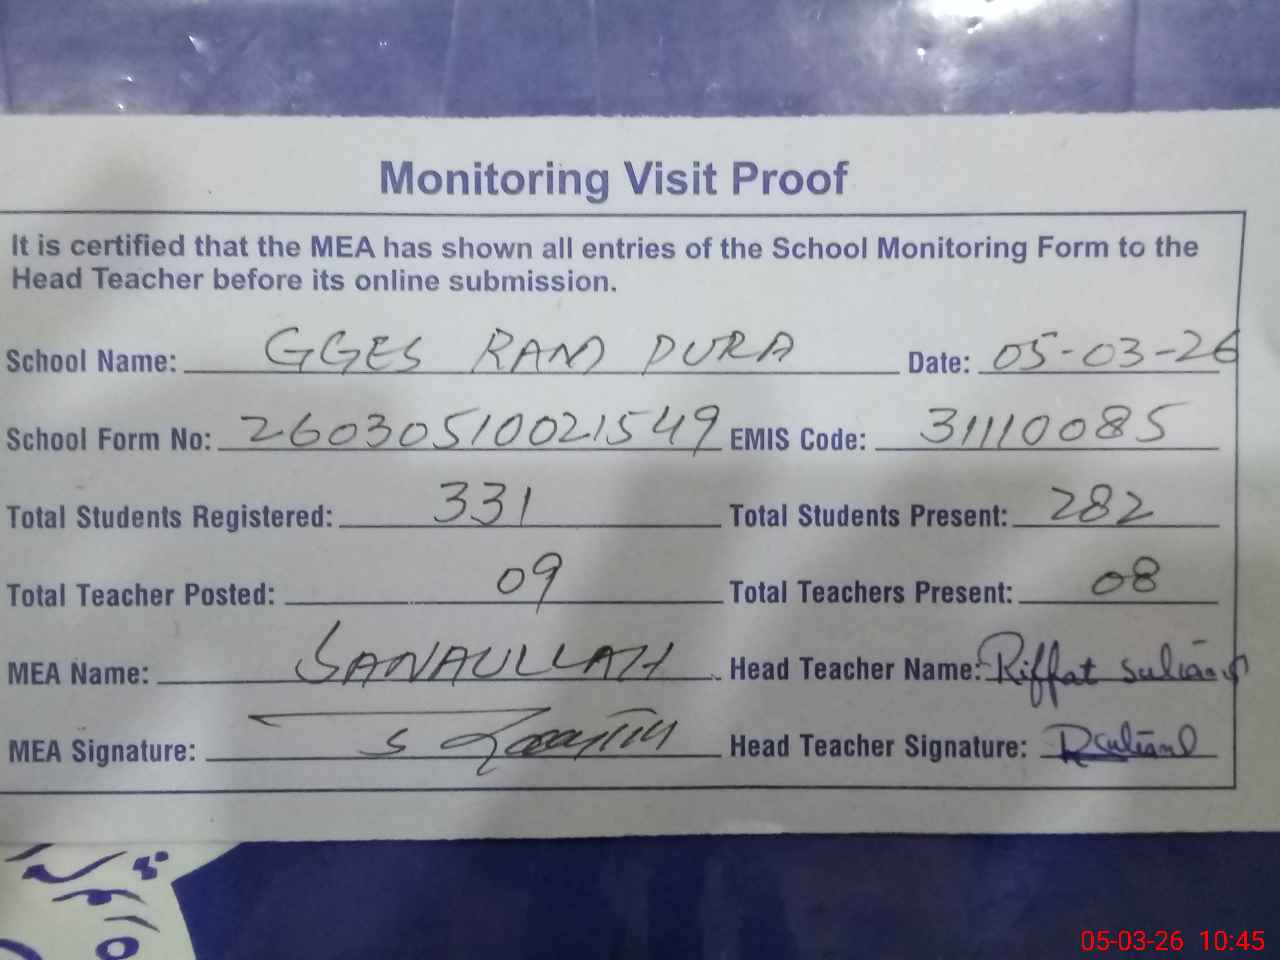 Monitoring Visit Proof
It is certified that the MEA has shown all entries of the School Monitoring Form to the
Head Teacher before its online submission.
School Name: GGES RAM PURA Date: 05-03-26
School Form No: 26030510021549 EMIS Code: 31110085
Total Students Registered: 331 Total Students Present: 282
Total Teacher Posted: 09 Total Teachers Present: 08
MEA Name: SANAULLAH Head Teacher Name: Riffat
MEA Signature: Head Teacher Signature:
05-03-26 10:45